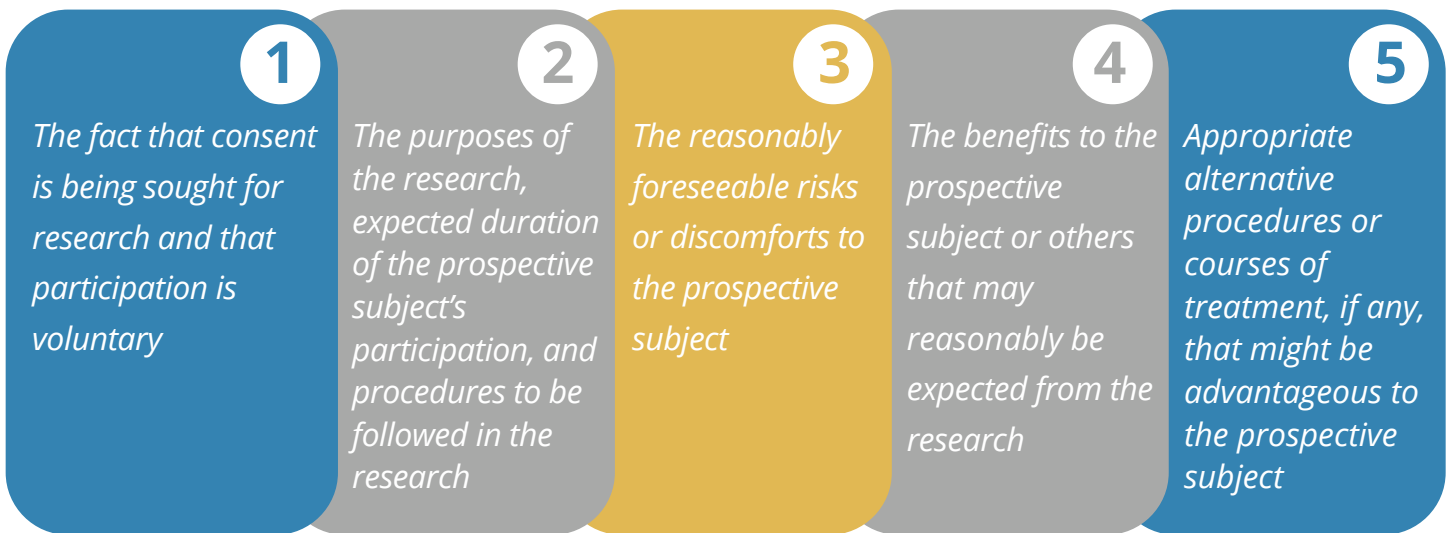 1
The fact that consent
is being sought for
research and that
participation is
voluntary
2
The purposes of
the research,
expected duration
of the prospective
subject’s
participation, and
procedures to be
followed in the
research
3
The reasonably
foreseeable risks
or discomforts to
the prospective
subject
4
The benefits to the
prospective
subject or others
that may
reasonably be
expected from the
research
5
Appropriate
alternative
procedures or
courses of
treatment, if any,
that might be
advantageous to
the prospective
subject